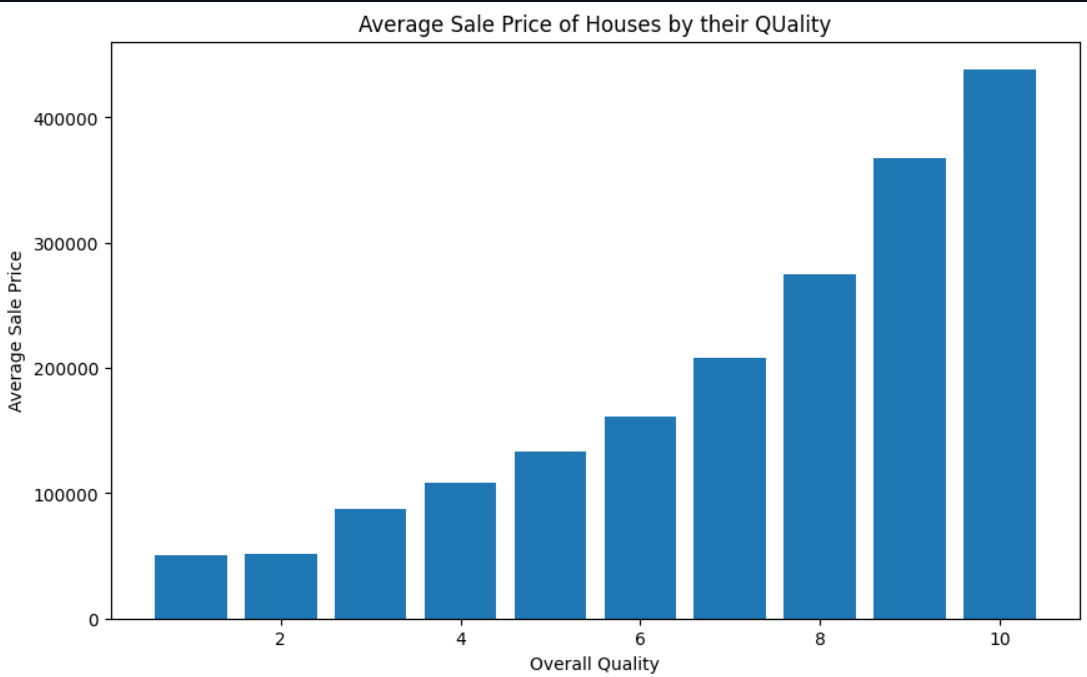 Average Sale Price of Houses by their QUality
400000
300000
200000
100000
0
Average Sale Price
2 4 6 8 10
Overall Quality